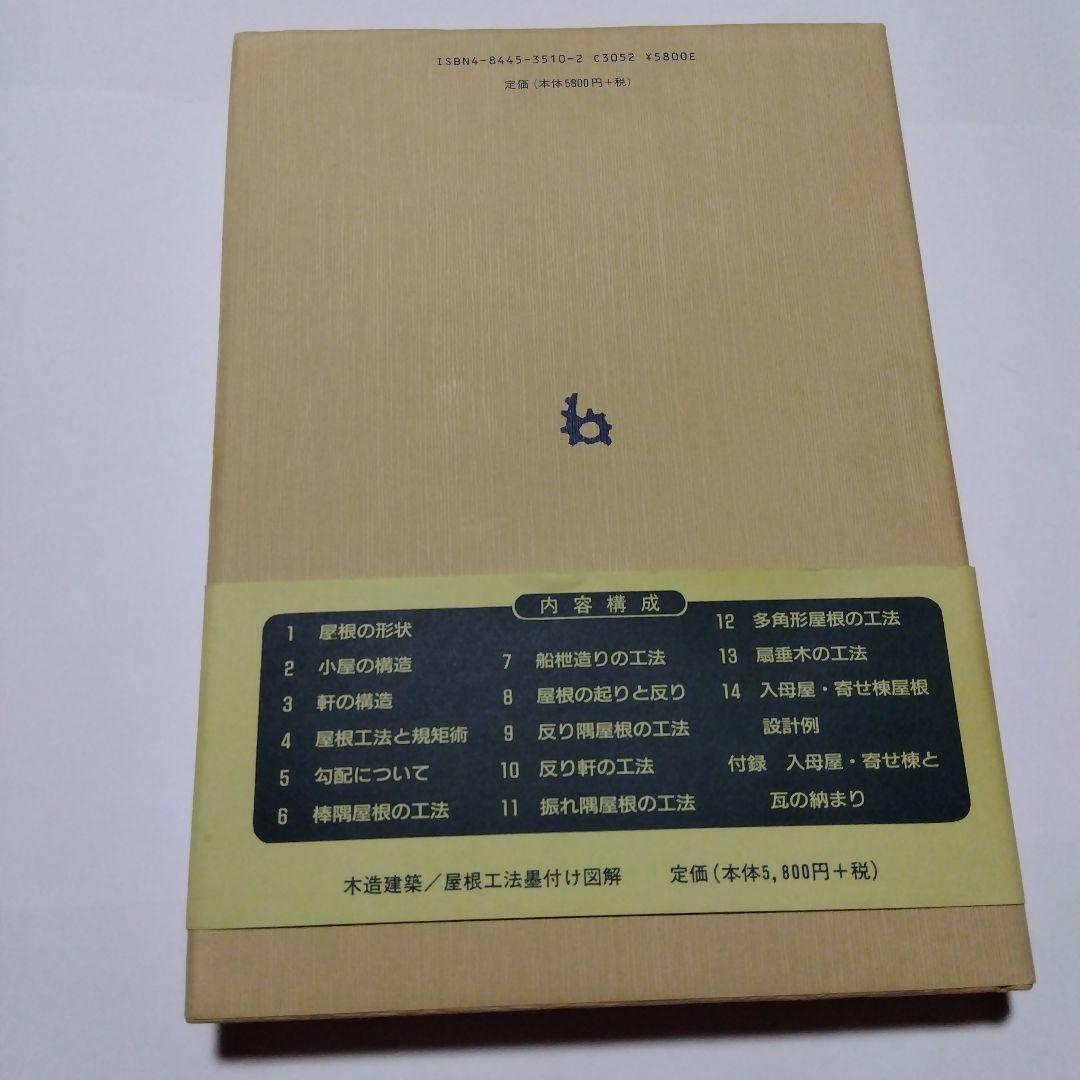 ISBN4-8445-3510-2 C3052 ¥5800E
定価(本体5800円+税)
内容構成
1 屋根の形状
2 小屋の構造
3 軒の構造
4 屋根工法と規矩術
5 勾配について
6 棒隅屋根の工法
7 船枻造りの工法
8 屋根の起りと反り
9 反り隅屋根の工法
10 反り軒の工法
11 振れ隅屋根の工法
12 多角形屋根の工法
13 扇垂木の工法
14 入母屋・寄せ棟屋根
設計例
付録 入母屋・寄せ棟と
瓦の納まり
木造建築/屋根工法墨付け図解 定価(本体5,800円+税)